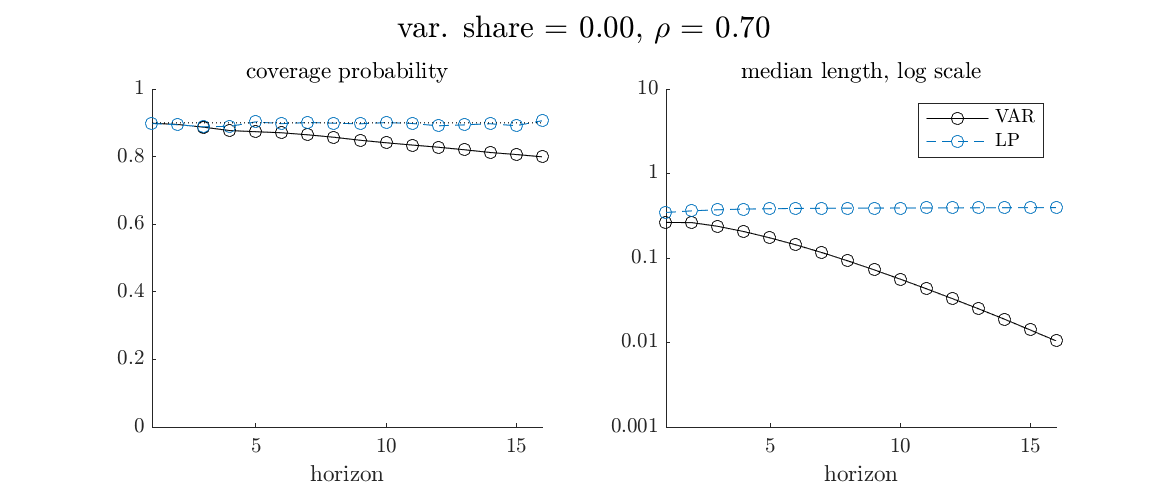 var. share = 0.00, ρ = 0.70
coverage probability
1
0.8
0.6
0.4
0.2
0
5 10 15
horizon
median length, log scale
10
1
0.1
0.01
0.001
VAR
LP
5 10 15
horizon